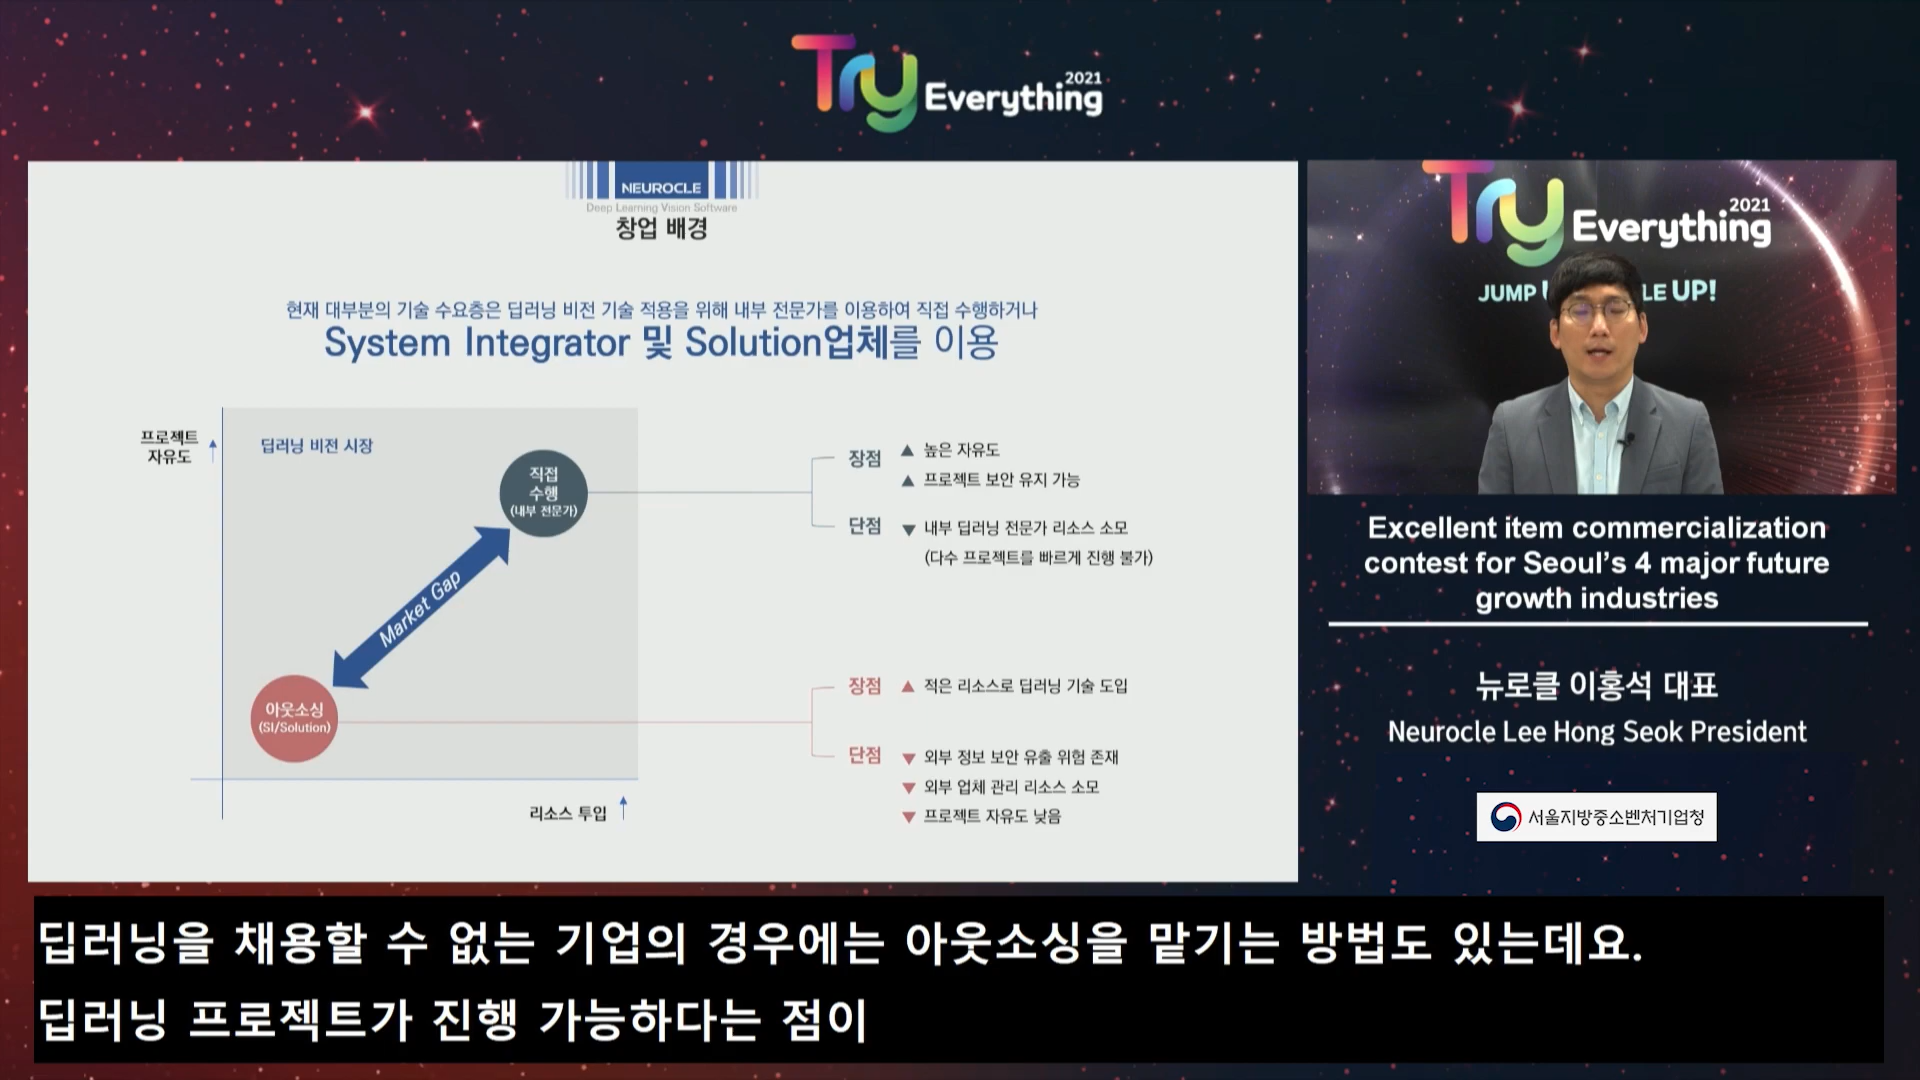 Try Everything 2021
NEUROCLE
Deep Learning Vision Software
창업 배경
현재 대부분의 기술 수요층은 딥러닝 비전 기술 적용을 위해 내부 전문가를 이용하여 직접 수행하거나
System Integrator 및 Solution업체를 이용
프로젝트
자유도
딥러닝 비전 시장
직접
수행
(내부 전문가)
Market Gap
아웃소싱
(SI/Solution)
리소스 투입
장점
높은 자유도
프로젝트 보안 유지 가능
단점
내부 딥러닝 전문가 리소스 소모
(다수 프로젝트를 빠르게 진행 불가)
장점
적은 리소스로 딥러닝 기술 도입
단점
외부 정보 보안 유출 위험 존재
외부 업체 관리 리소스 소모
프로젝트 자유도 낮음
Try Everything 2021
JUMP LE UP!
Excellent item commercialization
contest for Seoul’s 4 major future
growth industries
뉴로클 이홍석 대표
Neurocle Lee Hong Seok President
서울지방중소벤처기업청
딥러닝을 채용할 수 없는 기업의 경우에는 아웃소싱을 맡기는 방법도 있는데요.
딥러닝 프로젝트가 진행 가능하다는 점이